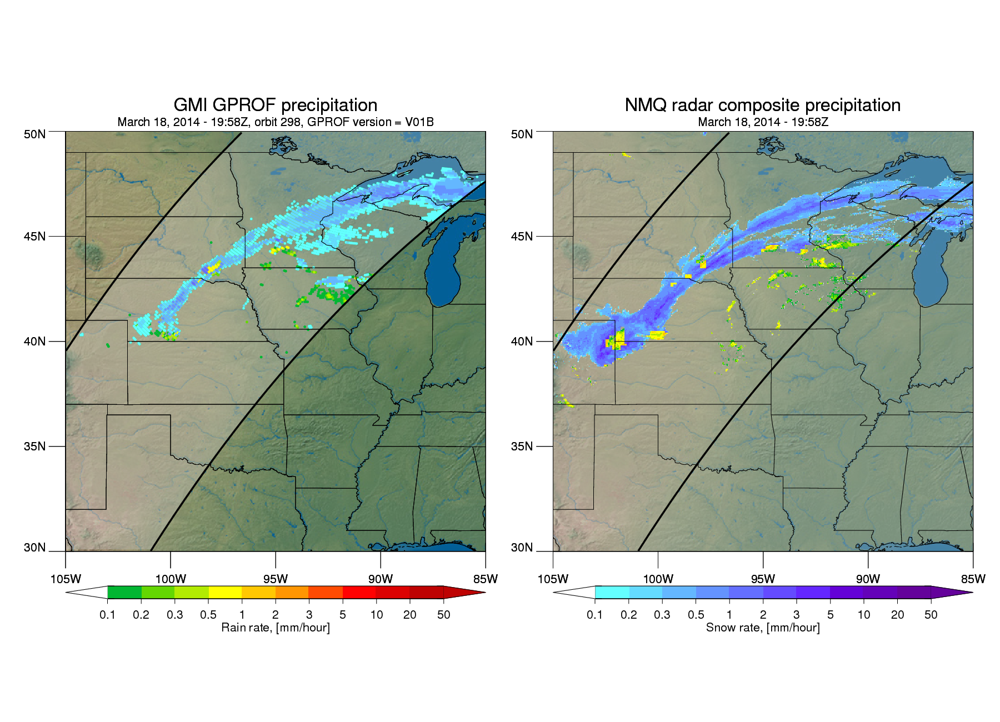 GMI GPROF precipitation
March 18, 2014 - 19:58Z, orbit 298, GPROF version = V01B
50N
45N
40N
35N
30N
105W 100W 95W 90W 85W
0.1 0.2 0.3 0.5 1 2 3 5 10 20 50
Rain rate, [mm/hour]
NMQ radar composite precipitation
March 18, 2014 - 19:58Z
50N
45N
40N
35N
30N
105W 100W 95W 90W 85W
0.1 0.2 0.3 0.5 1 2 3 5 10 20 50
Snow rate, [mm/hour]